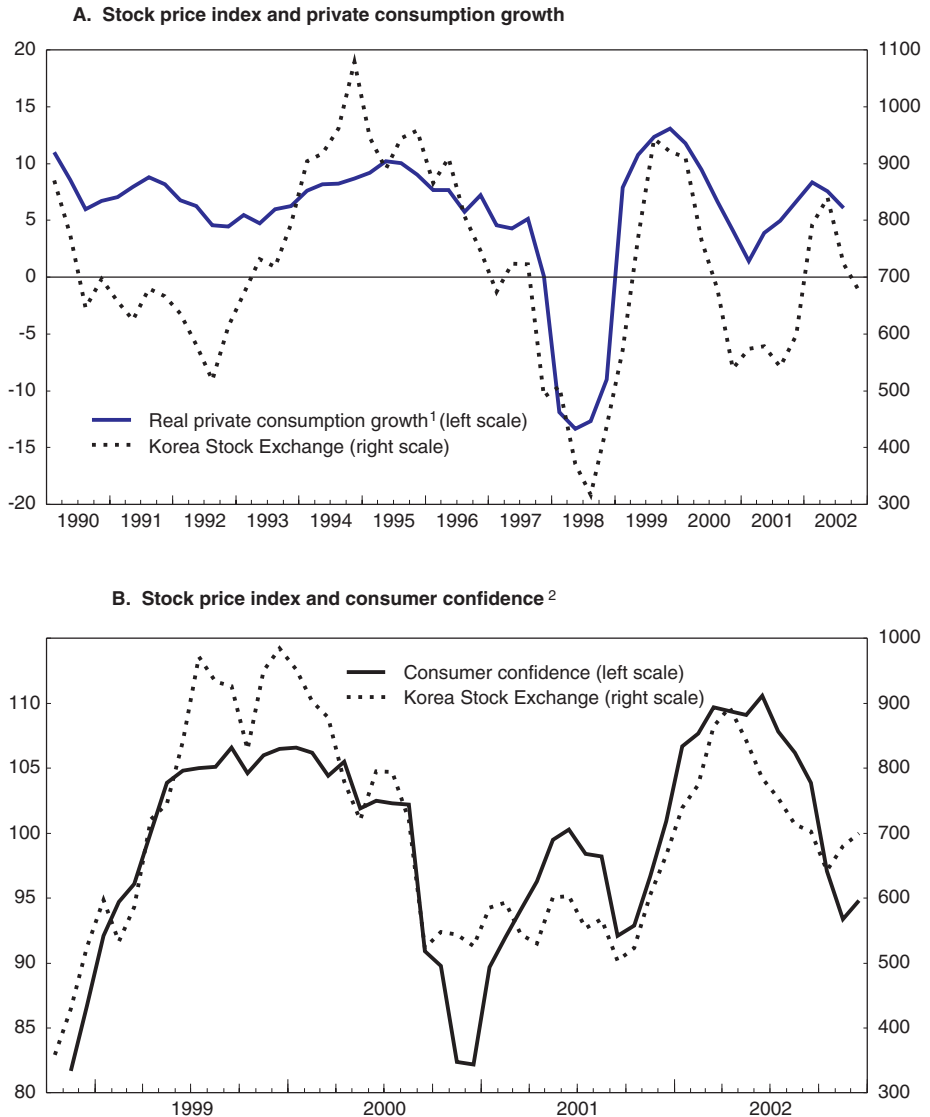 A. Stock price index and private consumption growth
20 1100
15 1000
10 900
5 800
0 700
-5 600
-10 500
Real private consumption growth¹ (left scale)
-15 400
Korea Stock Exchange (right scale)
-20 300
1990 1991 1992 1993 1994 1995 1996 1997 1998 1999 2000 2001 2002
B. Stock price index and consumer confidence ²
1000
Consumer confidence (left scale)
110 Korea Stock Exchange (right scale) 900
105 800
100 700
95 600
90 500
85 400
80 300
1999 2000 2001 2002